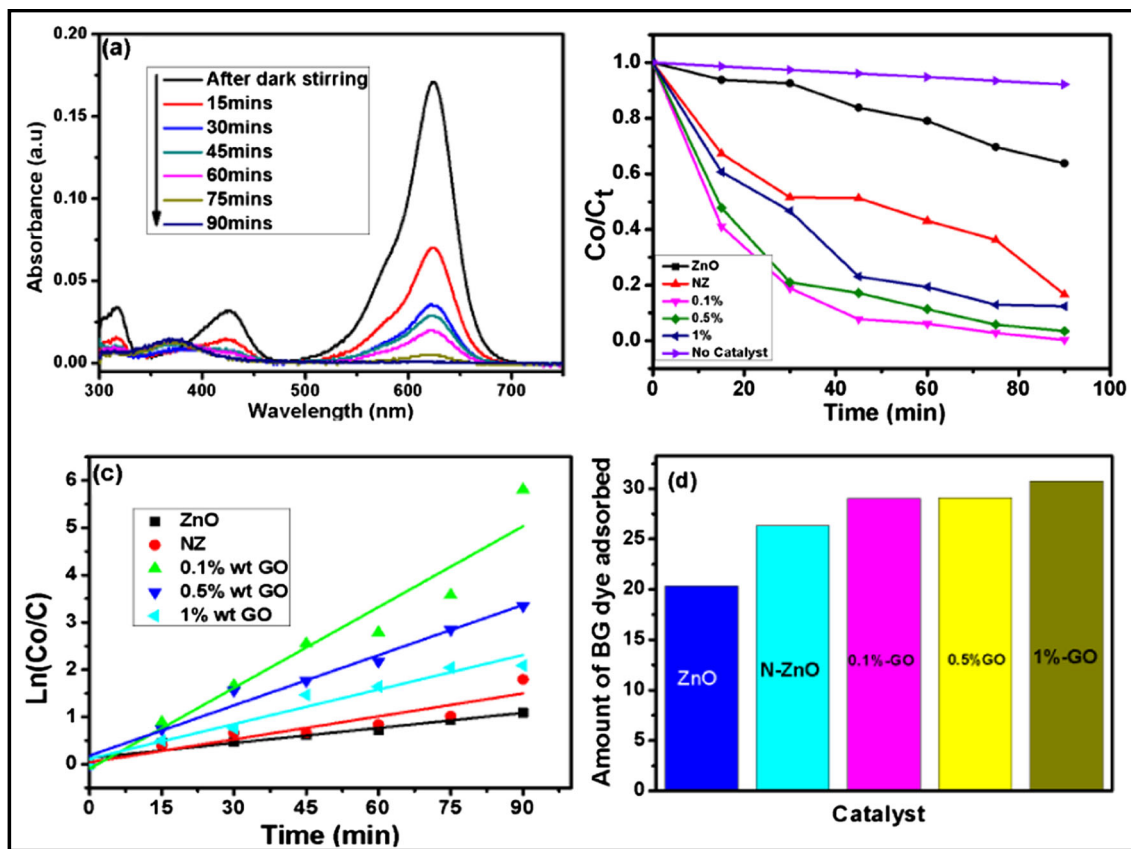 (a)
0.20
0.15
0.10
0.05
0.00
Absorbance (a.u)
After dark stirring
15mins
30mins
45mins
60mins
75mins
90mins
300 400 500 600 700
Wavelength (nm)
1.0
0.8
0.6
0.4
0.2
0.0
Co/Ct
ZnO
NZ
0.1%
0.5%
1%
No Catalyst
0 20 40 60 80 100
Time (min)
(c)
6
5
4
3
2
1
0
Ln(Co/C)
ZnO
NZ
0.1% wt GO
0.5% wt GO
1% wt GO
0 15 30 45 60 75 90
Time (min)
(d)
30
25
20
15
10
5
0
Amount of BG dye adsorbed
ZnO
N-ZnO
0.1%-GO
0.5%GO
1%-GO
Catalyst